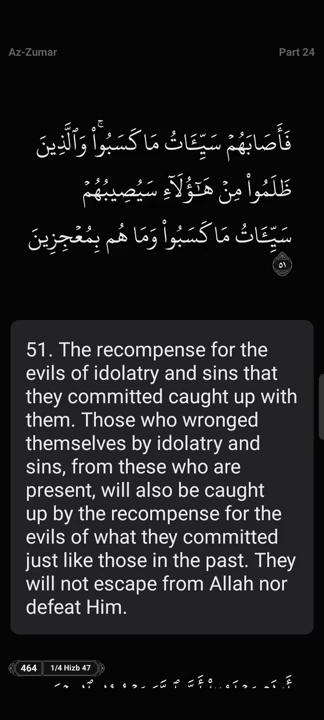 Az-Zumar
Part 24
فَأَصَابَهُمۡ سَيِّـَٔاتُ مَا كَسَبُواْۚ وَٱلَّذِينَ
ظَلَمُواْ مِنۡ هَـٰٓؤُلَآءِ سَيُصِيبُهُمۡ
سَيِّـَٔاتُ مَا كَسَبُواْ وَمَا هُم بِمُعۡجِزِينَ
٥١
51. The recompense for the
evils of idolatry and sins that
they committed caught up with
them. Those who wronged
themselves by idolatry and
sins, from these who are
present, will also be caught
up by the recompense for the
evils of what they committed
just like those in the past. They
will not escape from Allah nor
defeat Him.
464
1/4 Hizb 47